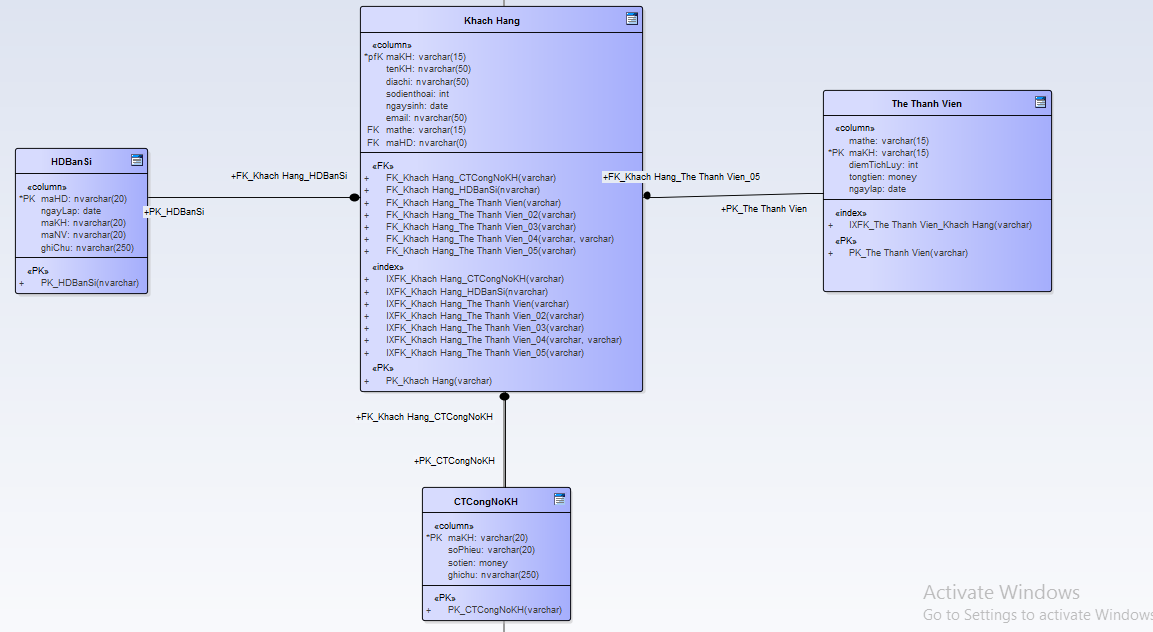 Khach Hang
«column»
*pfK maKH: varchar(15)
tenKH: nvarchar(50)
diachi: nvarchar(50)
sodienthoai: int
ngaysinh: date
email: nvarchar(50)
FK mathe: varchar(15)
FK maHD: nvarchar(0)
«FK»
+ FK_Khach Hang_CTCongNoKH(varchar)
+ FK_Khach Hang_HDBanSi(nvarchar)
+ FK_Khach Hang_The Thanh Vien(varchar)
+ FK_Khach Hang_The Thanh Vien_02(varchar)
+ FK_Khach Hang_The Thanh Vien_03(varchar)
+ FK_Khach Hang_The Thanh Vien_04(varchar, varchar)
+ FK_Khach Hang_The Thanh Vien_05(varchar)
«index»
+ IXFK_Khach Hang_CTCongNoKH(varchar)
+ IXFK_Khach Hang_HDBanSi(nvarchar)
+ IXFK_Khach Hang_The Thanh Vien(varchar)
+ IXFK_Khach Hang_The Thanh Vien_02(varchar)
+ IXFK_Khach Hang_The Thanh Vien_03(varchar)
+ IXFK_Khach Hang_The Thanh Vien_04(varchar, varchar)
+ IXFK_Khach Hang_The Thanh Vien_05(varchar)
«PK»
+ PK_Khach Hang(varchar)
HDBanSi
«column»
*PK maHD: nvarchar(20)
ngayLap: date
maKH: nvarchar(20)
maNV: nvarchar(20)
ghiChu: nvarchar(250)
«PK»
+ PK_HDBanSi(nvarchar)
+FK_Khach Hang_HDBanSi
+PK_HDBanSi
+FK_Khach Hang_The Thanh Vien_05
+PK_The Thanh Vien
The Thanh Vien
«column»
mathe: varchar(15)
*PK maKH: varchar(15)
diemTichLuy: int
tongtien: money
ngaylap: date
«index»
+ IXFK_The Thanh Vien_Khach Hang(varchar)
«PK»
+ PK_The Thanh Vien(varchar)
+FK_Khach Hang_CTCongNoKH
+PK_CTCongNoKH
CTCongNoKH
«column»
*PK maKH: varchar(20)
soPhieu: varchar(20)
sotien: money
ghichu: nvarchar(250)
«PK»
+ PK_CTCongNoKH(varchar)
Activate Windows
Go to Settings to activate Windows